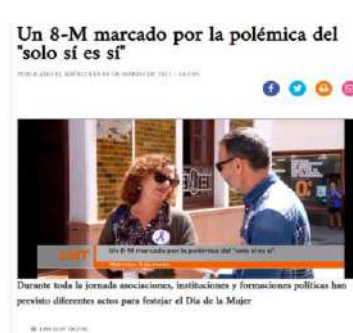 Un 8-M marcado por la polémica del
"solo sí es sí"
Un 8-M marcado por la polémica del "solo sí es sí"
Durante toda la jornada asociaciones, instituciones y formaciones políticas han
previsto diferentes actos para festejar el Día de la Mujer